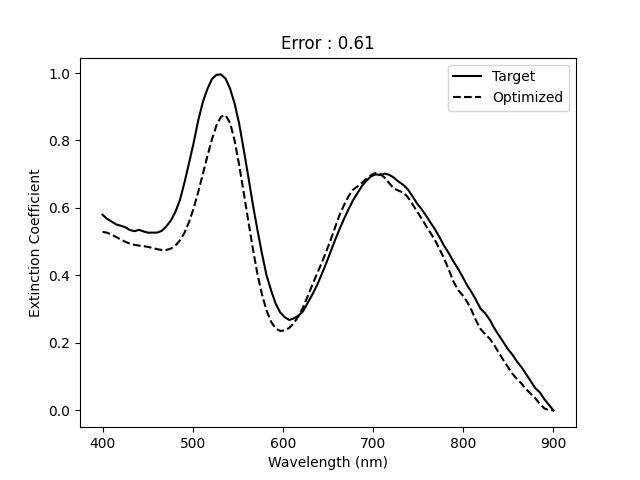 Error : 0.61
Target
Optimized
1.0
0.8
0.6
0.4
0.2
0.0
Extinction Coefficient
400 500 600 700 800 900
Wavelength (nm)